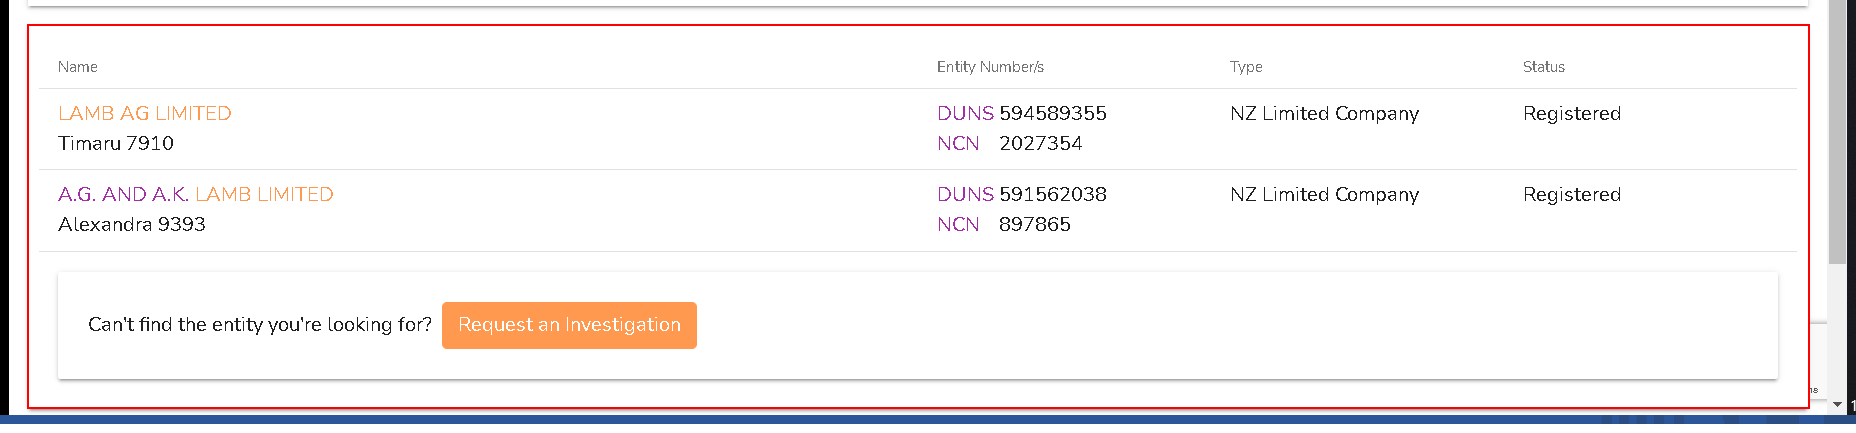 Name Entity Number/s Type Status
LAMB AG LIMITED DUNS 594589355 NZ Limited Company Registered
Timaru 7910 NCN 2027354
A.G. AND A.K. LAMB LIMITED DUNS 591562038 NZ Limited Company Registered
Alexandra 9393 NCN 897865
Can't find the entity you're looking for? Request an Investigation